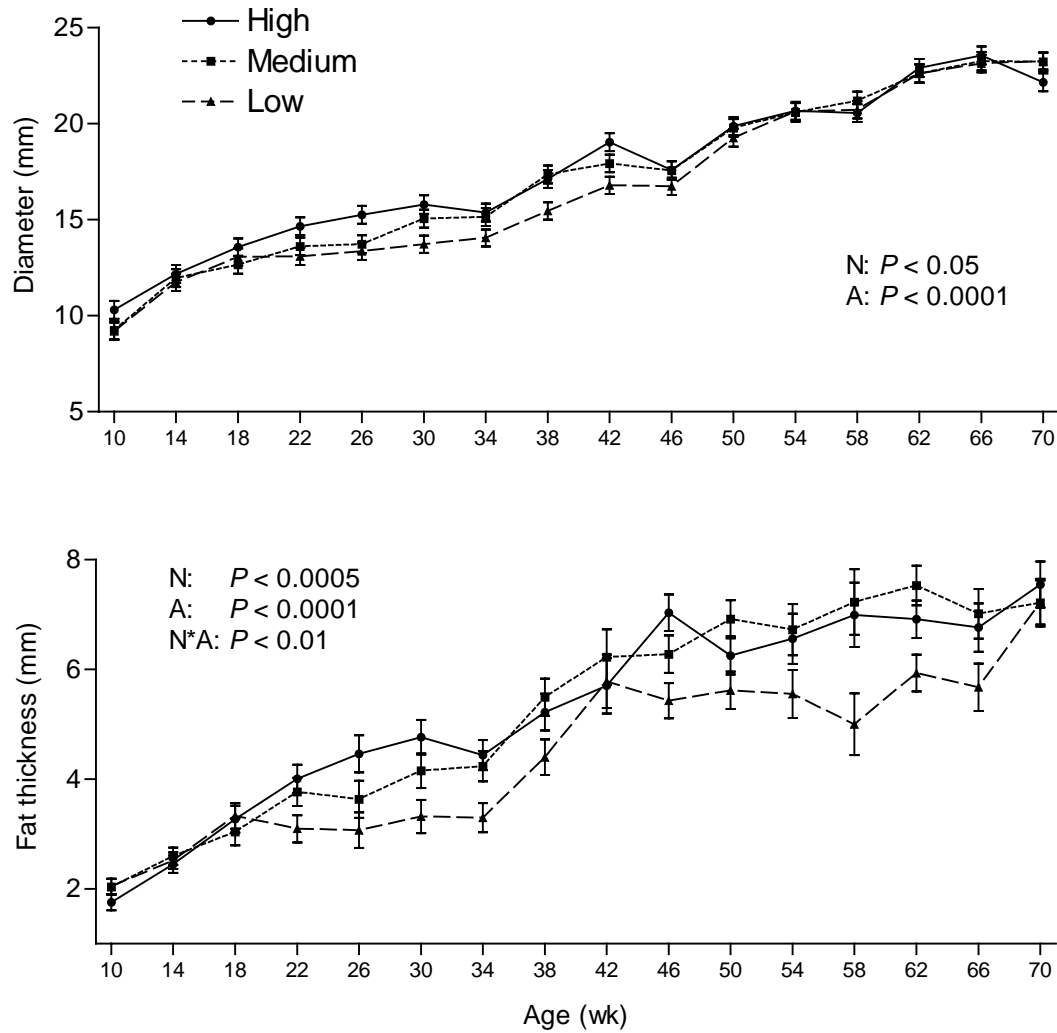 High
Medium
Low
Diameter (mm)
25
20
15
10
5
N: P < 0.05
A: P < 0.0001
10 14 18 22 26 30 34 38 42 46 50 54 58 62 66 70
Fat thickness (mm)
8
6
4
2
N: P < 0.0005
A: P < 0.0001
N*A: P < 0.01
10 14 18 22 26 30 34 38 42 46 50 54 58 62 66 70
Age (wk)